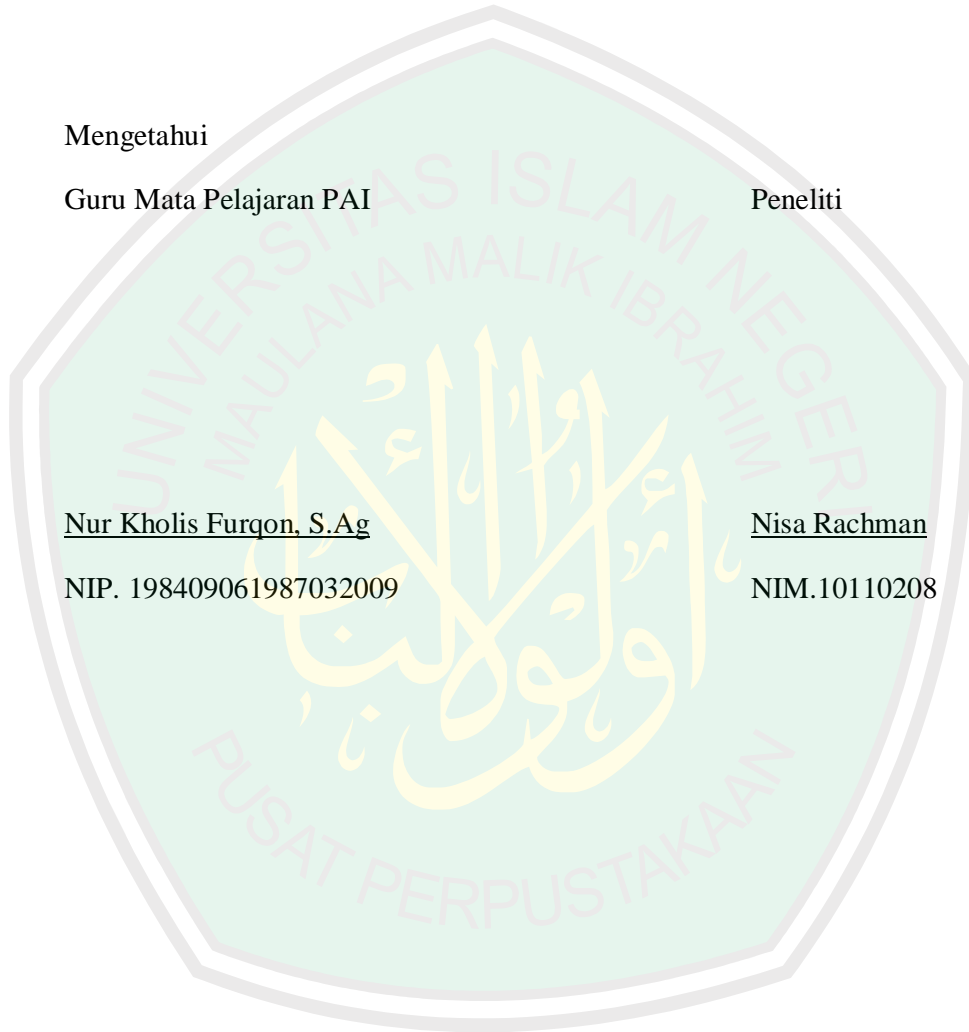 Mengetahui
Guru Mata Pelajaran PAI Peneliti
Nur Kholis Furqon, S.Ag Nisa Rachman
NIP. 198409061987032009 NIM.10110208
UNIVERSITAS ISLAM NEGERI
MAULANA MALIK IBRAHIM
PUSAT PERPUSTAKAAN